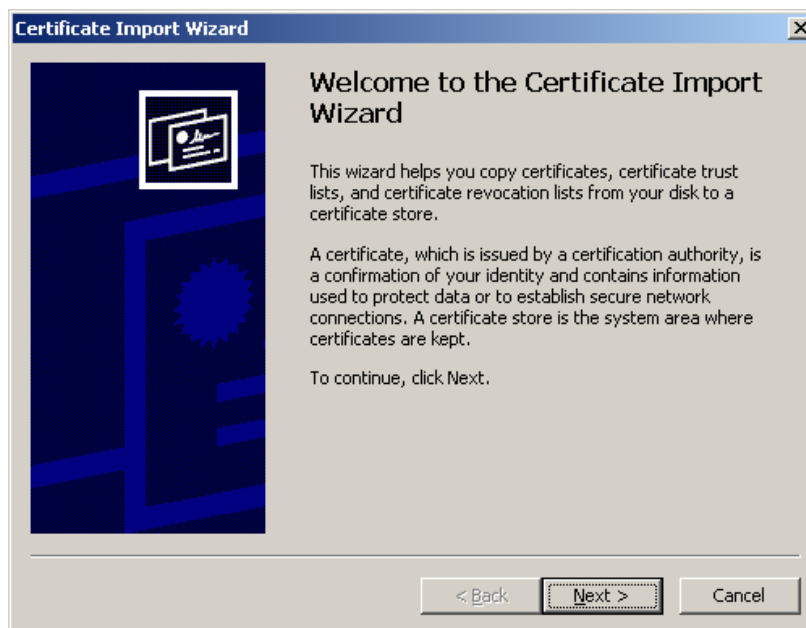 Certificate Import Wizard
Welcome to the Certificate Import
Wizard
This wizard helps you copy certificates, certificate trust
lists, and certificate revocation lists from your disk to a
certificate store.
A certificate, which is issued by a certification authority, is
a confirmation of your identity and contains information
used to protect data or to establish secure network
connections. A certificate store is the system area where
certificates are kept.
To continue, click Next.
< Back Next > Cancel